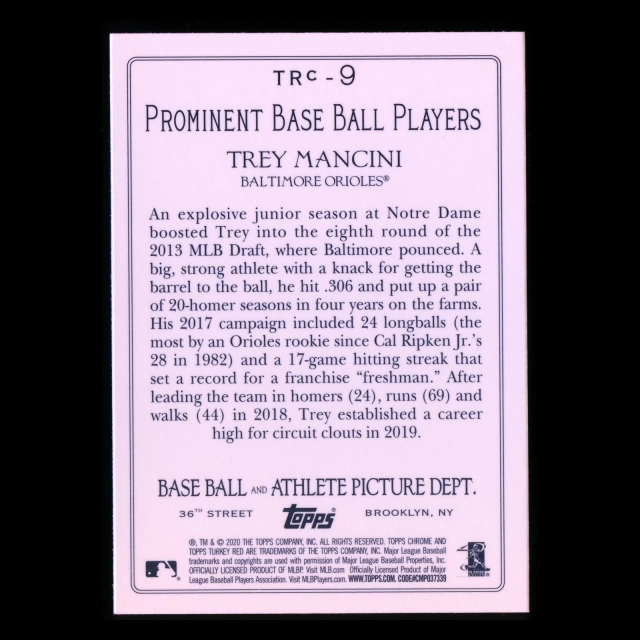 TRC - 9
PROMINENT BASE BALL PLAYERS
TREY MANCINI
BALTIMORE ORIOLES®
An explosive junior season at Notre Dame
boosted Trey into the eighth round of the
2013 MLB Draft, where Baltimore pounced. A
big, strong athlete with a knack for getting the
barrel to the ball, he hit .306 and put up a pair
of 20-homer seasons in four years on the farms.
His 2017 campaign included 24 longballs (the
most by an Orioles rookie since Cal Ripken Jr.'s
28 in 1982) and a 17-game hitting streak that
set a record for a franchise “freshman.” After
leading the team in homers (24), runs (69) and
walks (44) in 2018, Trey established a career
high for circuit clouts in 2019.
BASE BALL AND ATHLETE PICTURE DEPT.
36TH STREET topps BROOKLYN, NY
®, TM & © 2020 THE TOPPS COMPANY, INC. ALL RIGHTS RESERVED. TOPPS CHROME AND
TOPPS TURKEY RED ARE TRADEMARKS OF THE TOPPS COMPANY, INC. Major League Baseball
trademarks and copyrights are used with permission of Major League Baseball Properties, Inc.
OFFICIALLY LICENSED PRODUCT OF MLBP. Visit MLB.com Officially Licensed Product of Major
League Baseball Players Association. Visit MLBPlayers.com. WWW.TOPPS.COM. CODE#CMP037339